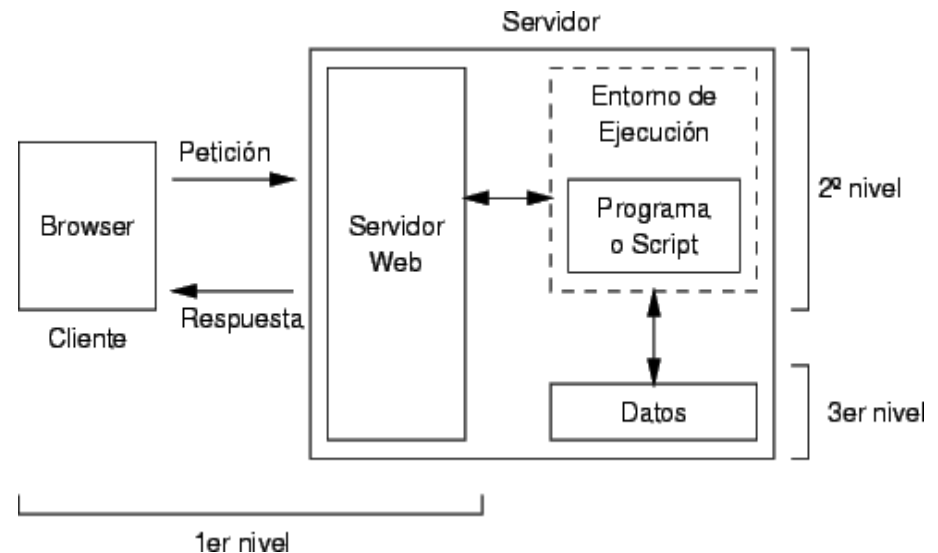 Servidor
Petición
Browser
Respuesta
Cliente
Servidor
Web
Entorno de
Ejecución
Programa
o Script
Datos
2º nivel
3er nivel
1er nivel